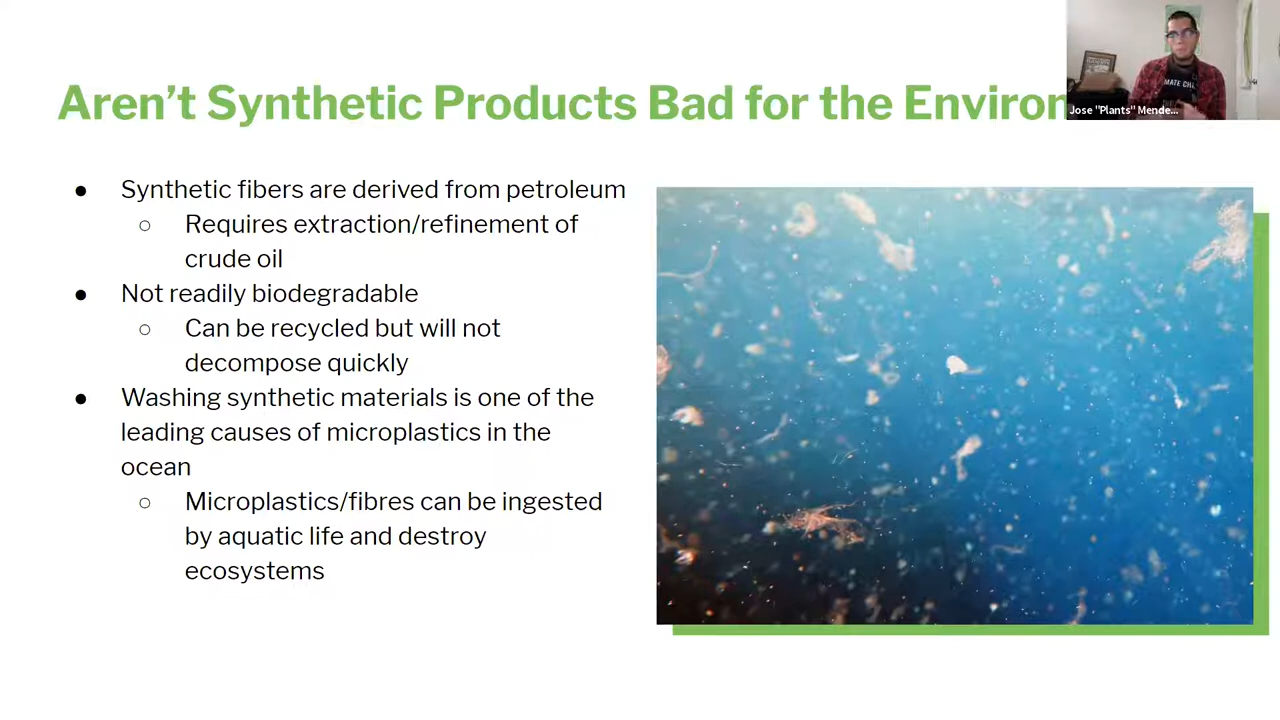 Aren't Synthetic Products Bad for the Environ
Jose "Plants" Mende...
MATE CH
● Synthetic fibers are derived from petroleum
○ Requires extraction/refinement of
crude oil
● Not readily biodegradable
○ Can be recycled but will not
decompose quickly
● Washing synthetic materials is one of the
leading causes of microplastics in the
ocean
○ Microplastics/fibres can be ingested
by aquatic life and destroy
ecosystems